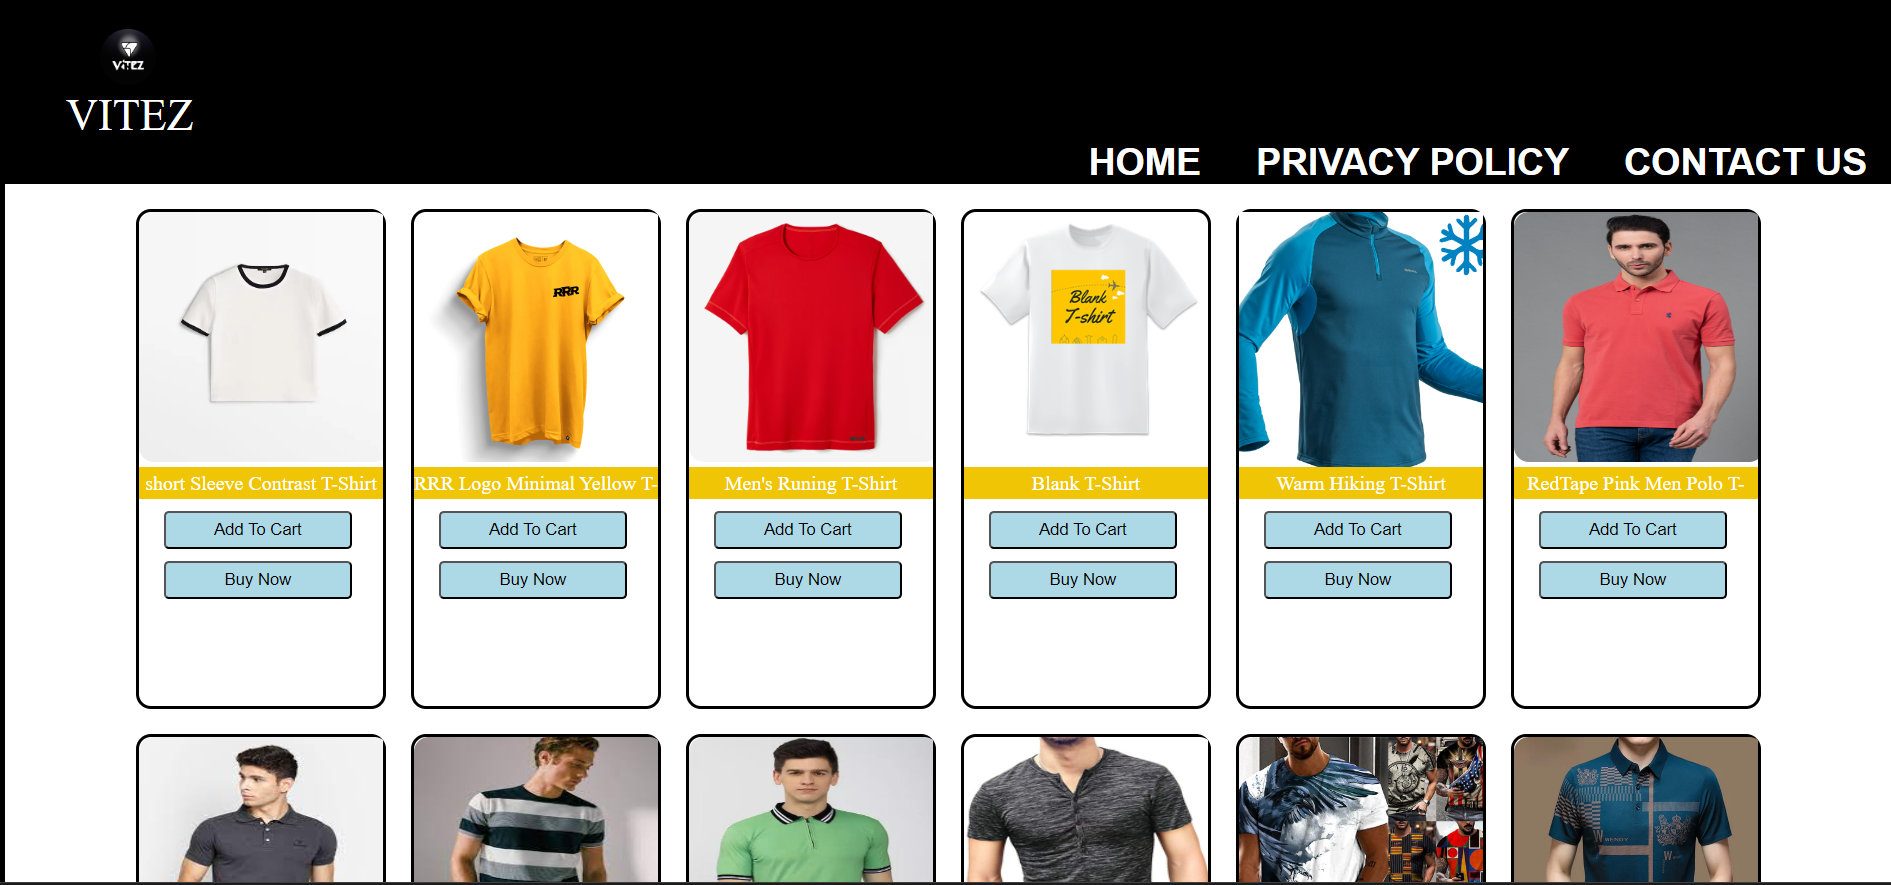 VITEZ
VITEZ
HOME PRIVACY POLICY CONTACT US
RRR
Blank
T-shirt
short Sleeve Contrast T-Shirt
RRR Logo Minimal Yellow T-
Men's Runing T-Shirt
Blank T-Shirt
Warm Hiking T-Shirt
RedTape Pink Men Polo T-
Add To Cart Add To Cart Add To Cart Add To Cart Add To Cart Add To Cart
Buy Now Buy Now Buy Now Buy Now Buy Now Buy Now
W WENDY
W